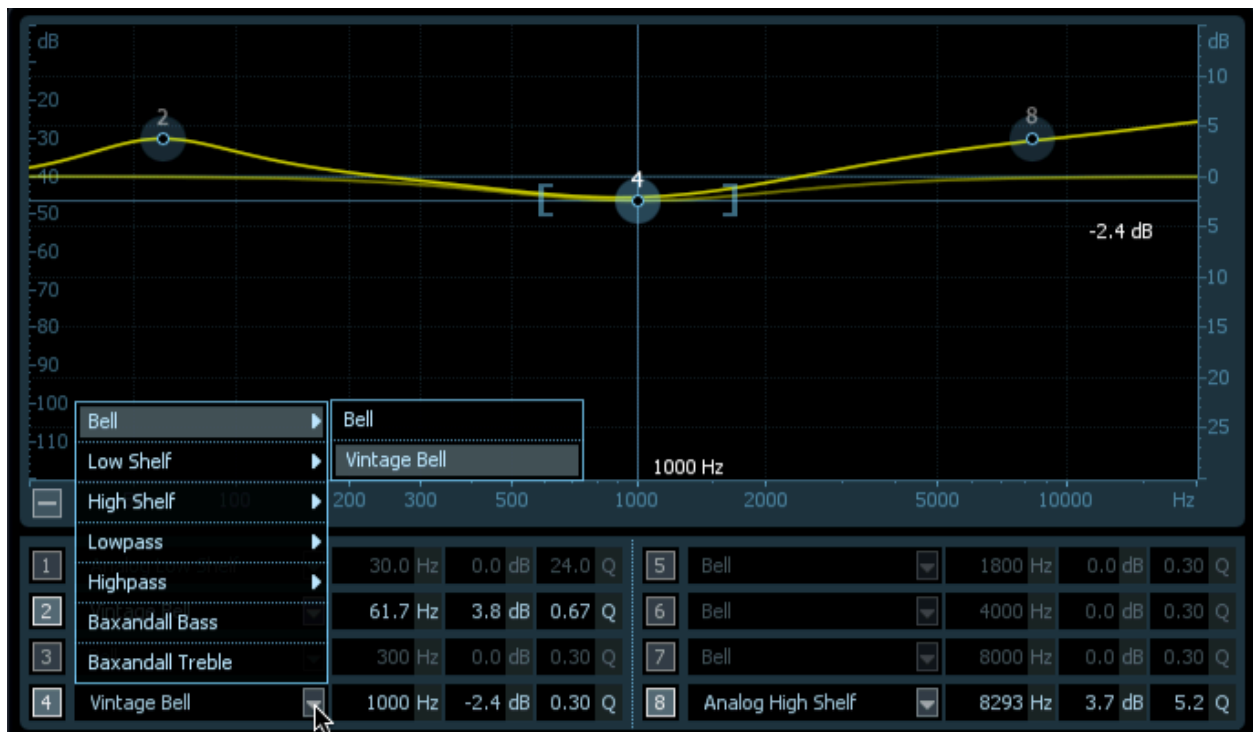 dB
dB
-10
-20
2
8
-30
-5
-40
4
-0
-50
-2.4 dB
-5
-60
-70
-10
-80
-15
-90
-20
-100
Bell
Bell
-110
-25
Low Shelf
Vintage Bell
1000 Hz
High Shelf
100 200 300 500 1000 2000 5000 10000 Hz
Lowpass
1 30.0 Hz 0.0 dB 24.0 Q 5 Bell 1800 Hz 0.0 dB 0.30 Q
Highpass
2 Vintage Bell 61.7 Hz 3.8 dB 0.67 Q 6 Bell 4000 Hz 0.0 dB 0.30 Q
Baxandall Bass
3 300 Hz 0.0 dB 0.30 Q 7 Bell 8000 Hz 0.0 dB 0.30 Q
Baxandall Treble
4 Vintage Bell 1000 Hz -2.4 dB 0.30 Q 8 Analog High Shelf 8293 Hz 3.7 dB 5.2 Q